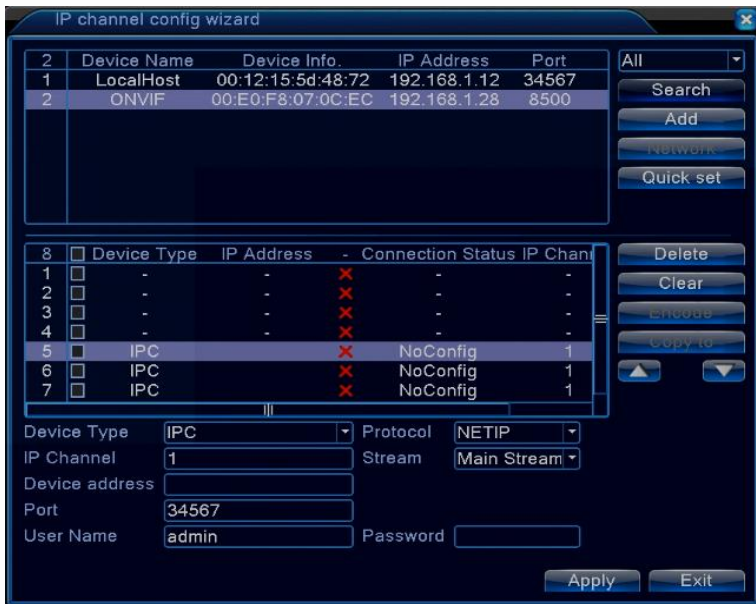 IP channel config wizard
2 Device Name Device Info. IP Address Port
1 LocalHost 00:12:15:5d:48:72 192.168.1.12 34567
2 ONVIF 00:E0:F8:07:0C:EC 192.168.1.28 8500
All
Search
Add
Network
Quick set
8 Device Type IP Address - Connection Status IP Chan
1 - - - -
2 - - - -
3 - - - -
4 - - - -
5 IPC NoConfig 1
6 IPC NoConfig 1
7 IPC NoConfig 1
Delete
Clear
Encode
Copy to
Device Type IPC Protocol NETIP
IP Channel 1 Stream Main Stream
Device address
Port 34567
User Name admin Password
Apply Exit